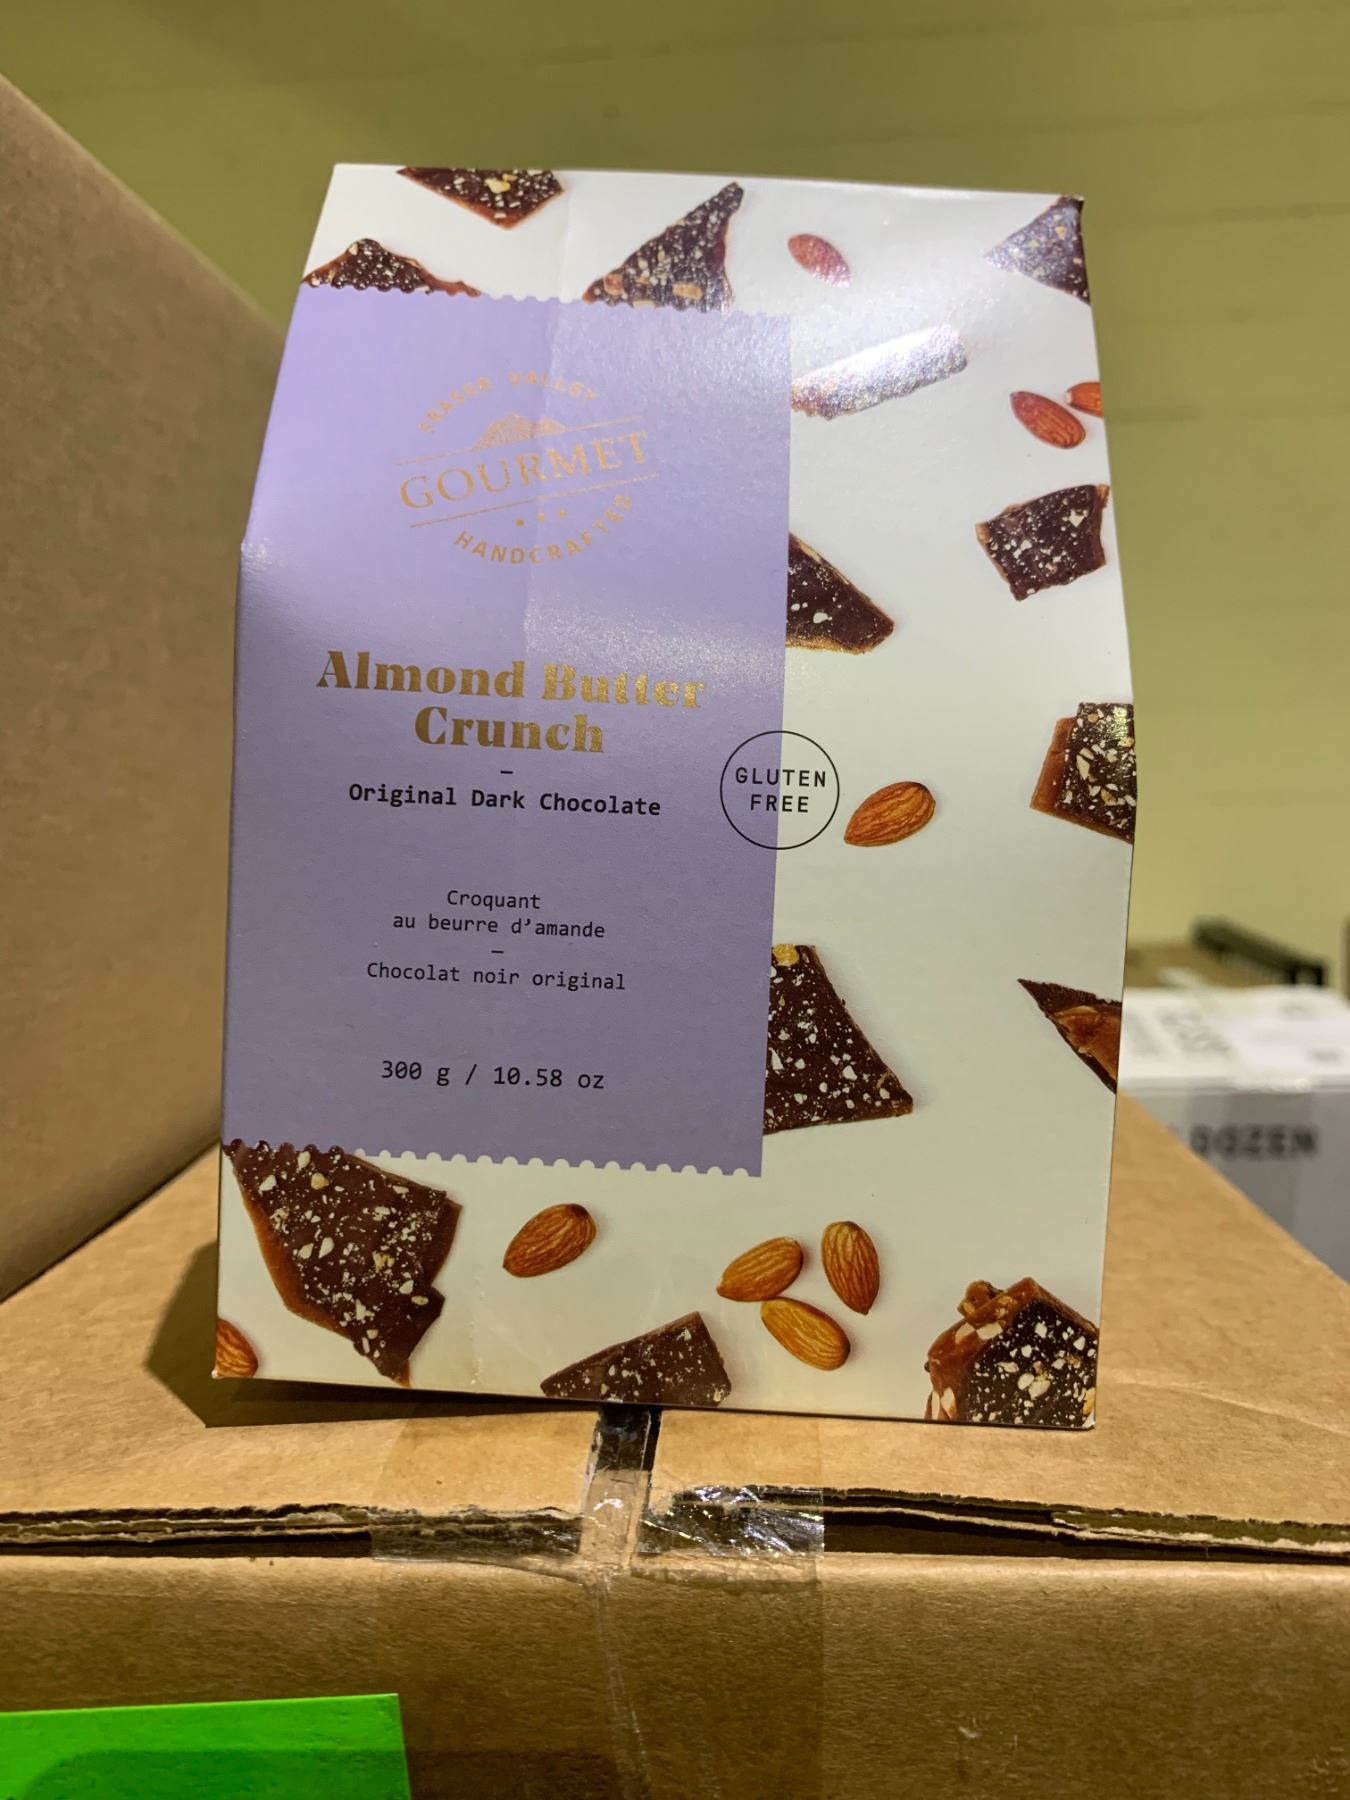 FRASER VALLEY
GOURMET
HANDCRAFTED
Almond Butter
Crunch
Original Dark Chocolate
GLUTEN
FREE
Croquant
au beurre d'amande
Chocolat noir original
300 g / 10.58 oz
DOZEN